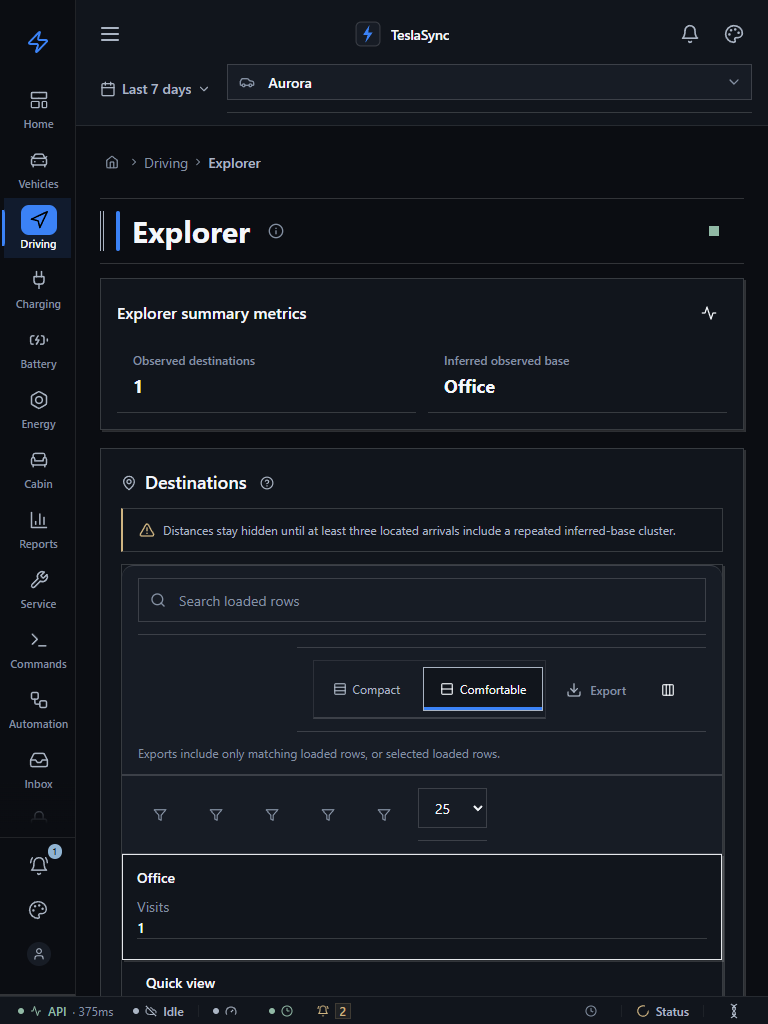 TeslaSync
Last 7 days
Aurora
Home
Vehicles
Driving
Charging
Battery
Energy
Cabin
Reports
Service
Commands
Automation
Inbox
1
Driving > Explorer
Explorer
Explorer summary metrics
Observed destinations
1
Inferred observed base
Office
Destinations
Distances stay hidden until at least three located arrivals include a repeated inferred-base cluster.
Search loaded rows
Compact
Comfortable
Export
Exports include only matching loaded rows, or selected loaded rows.
25
Office
Visits
1
Quick view
API · 375ms
Idle
2
Status